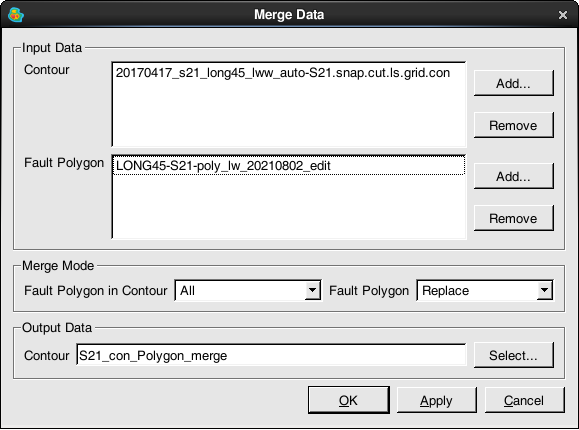 Merge Data
Input Data
Contour
20170417_s21_long45_lww_auto-S21.snap.cut.ls.grid.con
Add...
Remove
Fault Polygon
LONG45-S21-poly_lw_20210802_edit
Add...
Remove
Merge Mode
Fault Polygon in Contour All Fault Polygon Replace
Output Data
Contour S21_con_Polygon_merge Select...
OK Apply Cancel